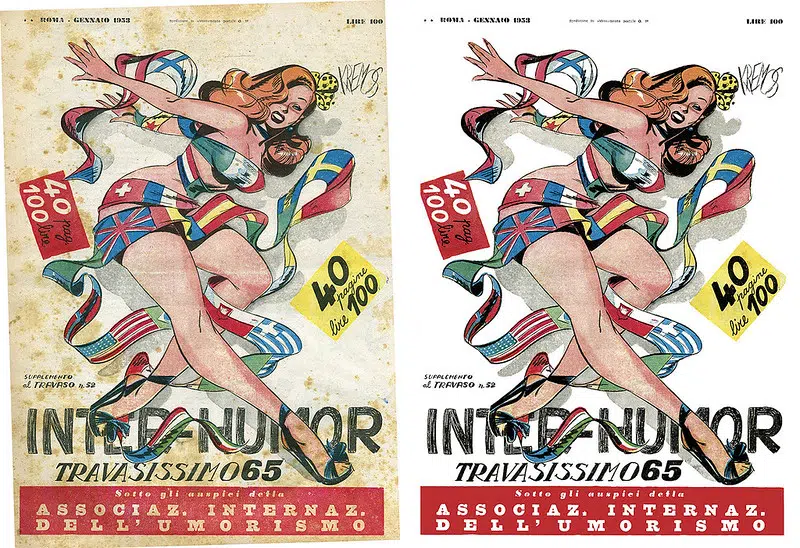 ROMA - GENNAIO 1953
LIRE 100
KREMOS
40 pag
100 lire
40
pagine
lire 100
SUPPLEMENTO
al TRAVASO n. 52
INTER-HUMOR
TRAVASISSIMO 65
Sotto gli auspici della
ASSOCIAZ. INTERNAZ.
DELL'UMORISMO
ROMA - GENNAIO 1953
LIRE 100
KREMOS
40 pag
100 lire
40
pagine
lire 100
SUPPLEMENTO
al TRAVASO n. 52
INTER-HUMOR
TRAVASISSIMO 65
Sotto gli auspici della
ASSOCIAZ. INTERNAZ.
DELL'UMORISMO